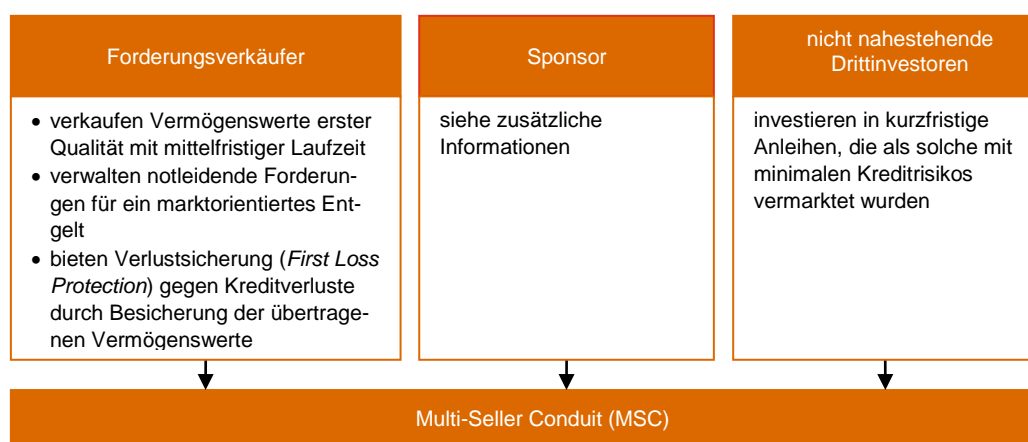 Forderungsverkäufer
• verkaufen Vermögenswerte erster
Qualität mit mittelfristiger Laufzeit
• verwalten notleidende Forderun-
gen für ein marktorientiertes Ent-
gelt
• bieten Verlustsicherung (First Loss
Protection) gegen Kreditverluste
durch Besicherung der übertrage-
nen Vermögenswerte
Sponsor
siehe zusätzliche
Informationen
nicht nahestehende
Drittinvestoren
investieren in kurzfristige
Anleihen, die als solche mit
minimalen Kreditrisikos
vermarktet wurden
Multi-Seller Conduit (MSC)